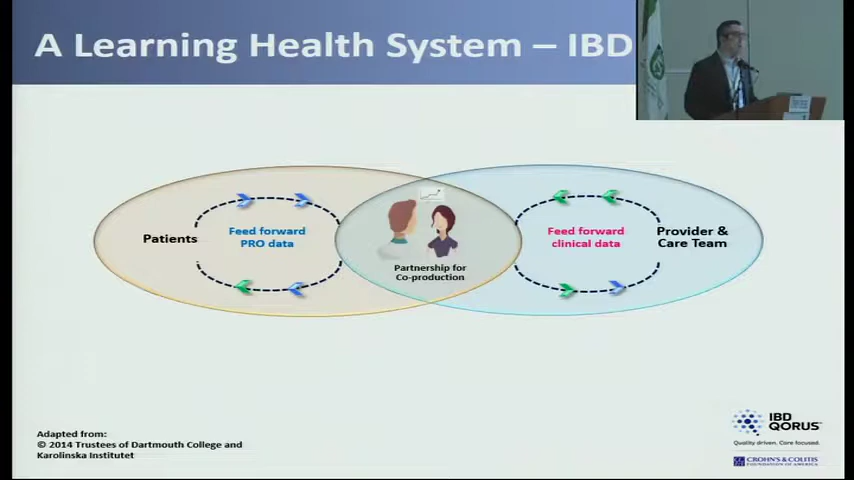 A Learning Health System – IBD
Patients
Feed forward
PRO data
Partnership for
Co-production
Feed forward
clinical data
Provider &
Care Team
Adapted from:
© 2014 Trustees of Dartmouth College and
Karolinska Institutet
IBD
QORUS
Quality driven. Care focused.
CROHN'S & COLITIS
FOUNDATION OF AMERICA